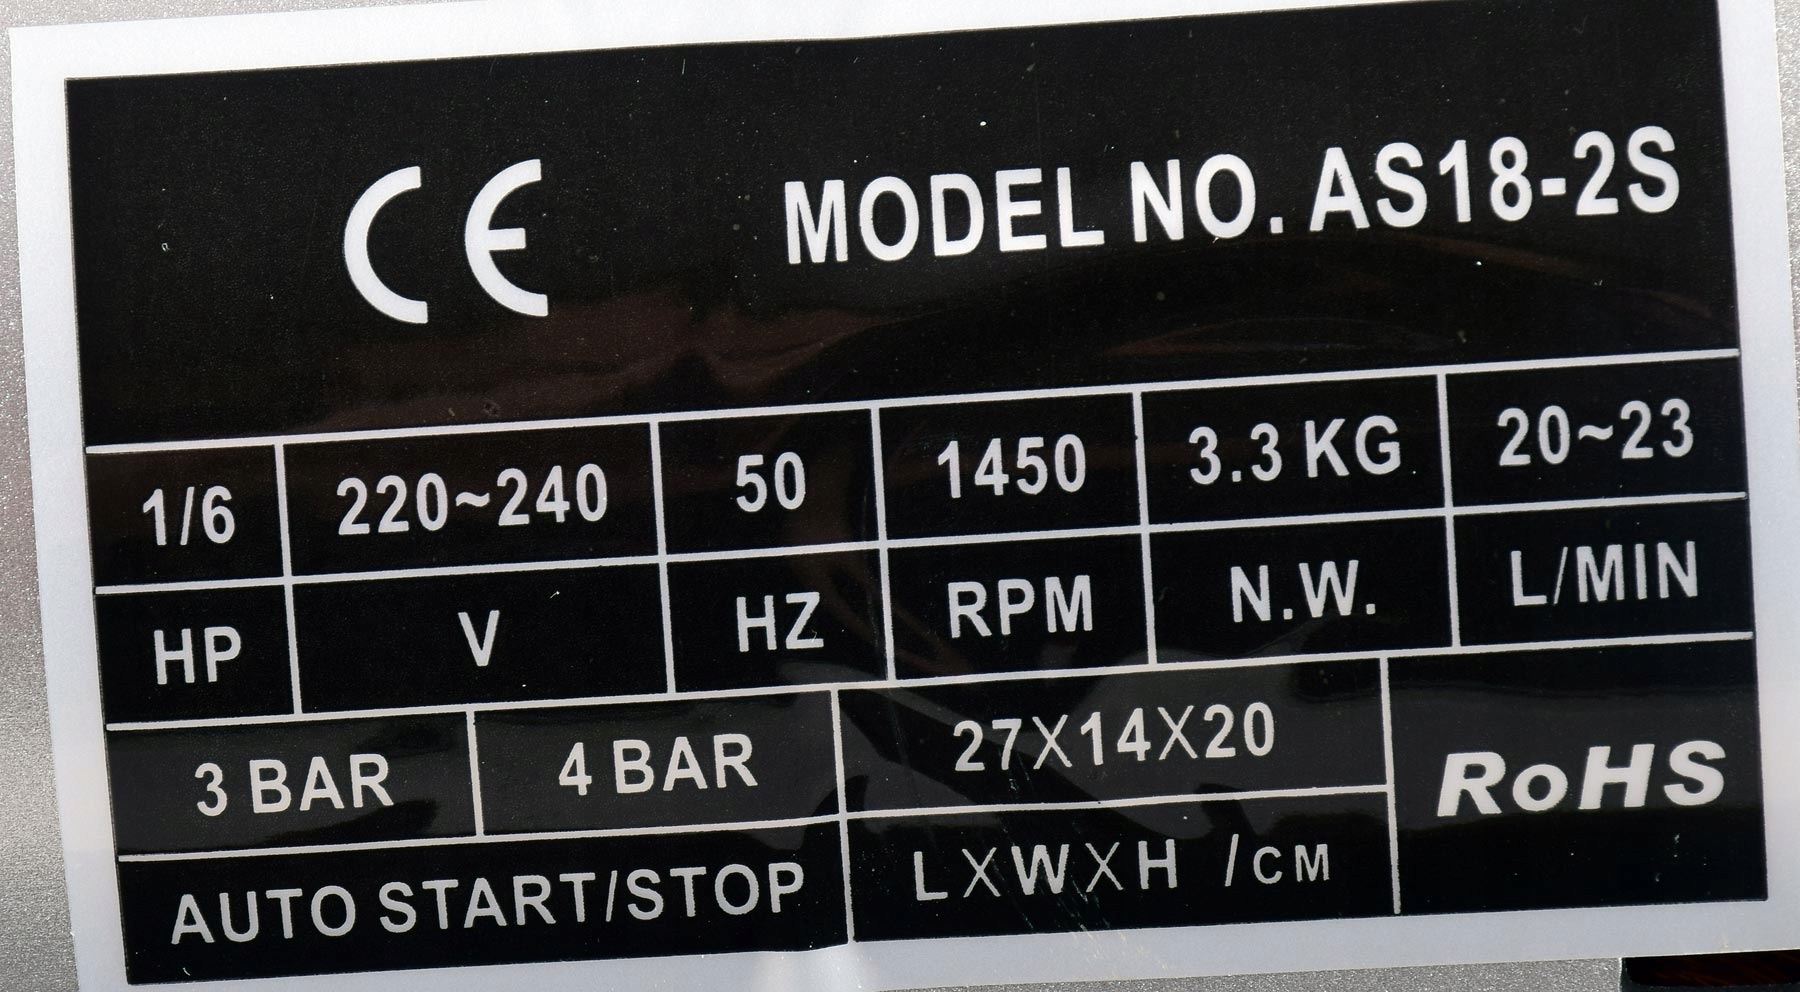 CE MODEL NO. AS18-2S
1/6 220~240 50 1450 3.3 KG 20~23
HP V HZ RPM N.W. L/MIN
3 BAR 4 BAR 27X14X20 RoHS
AUTO START/STOP LXWXH /CM